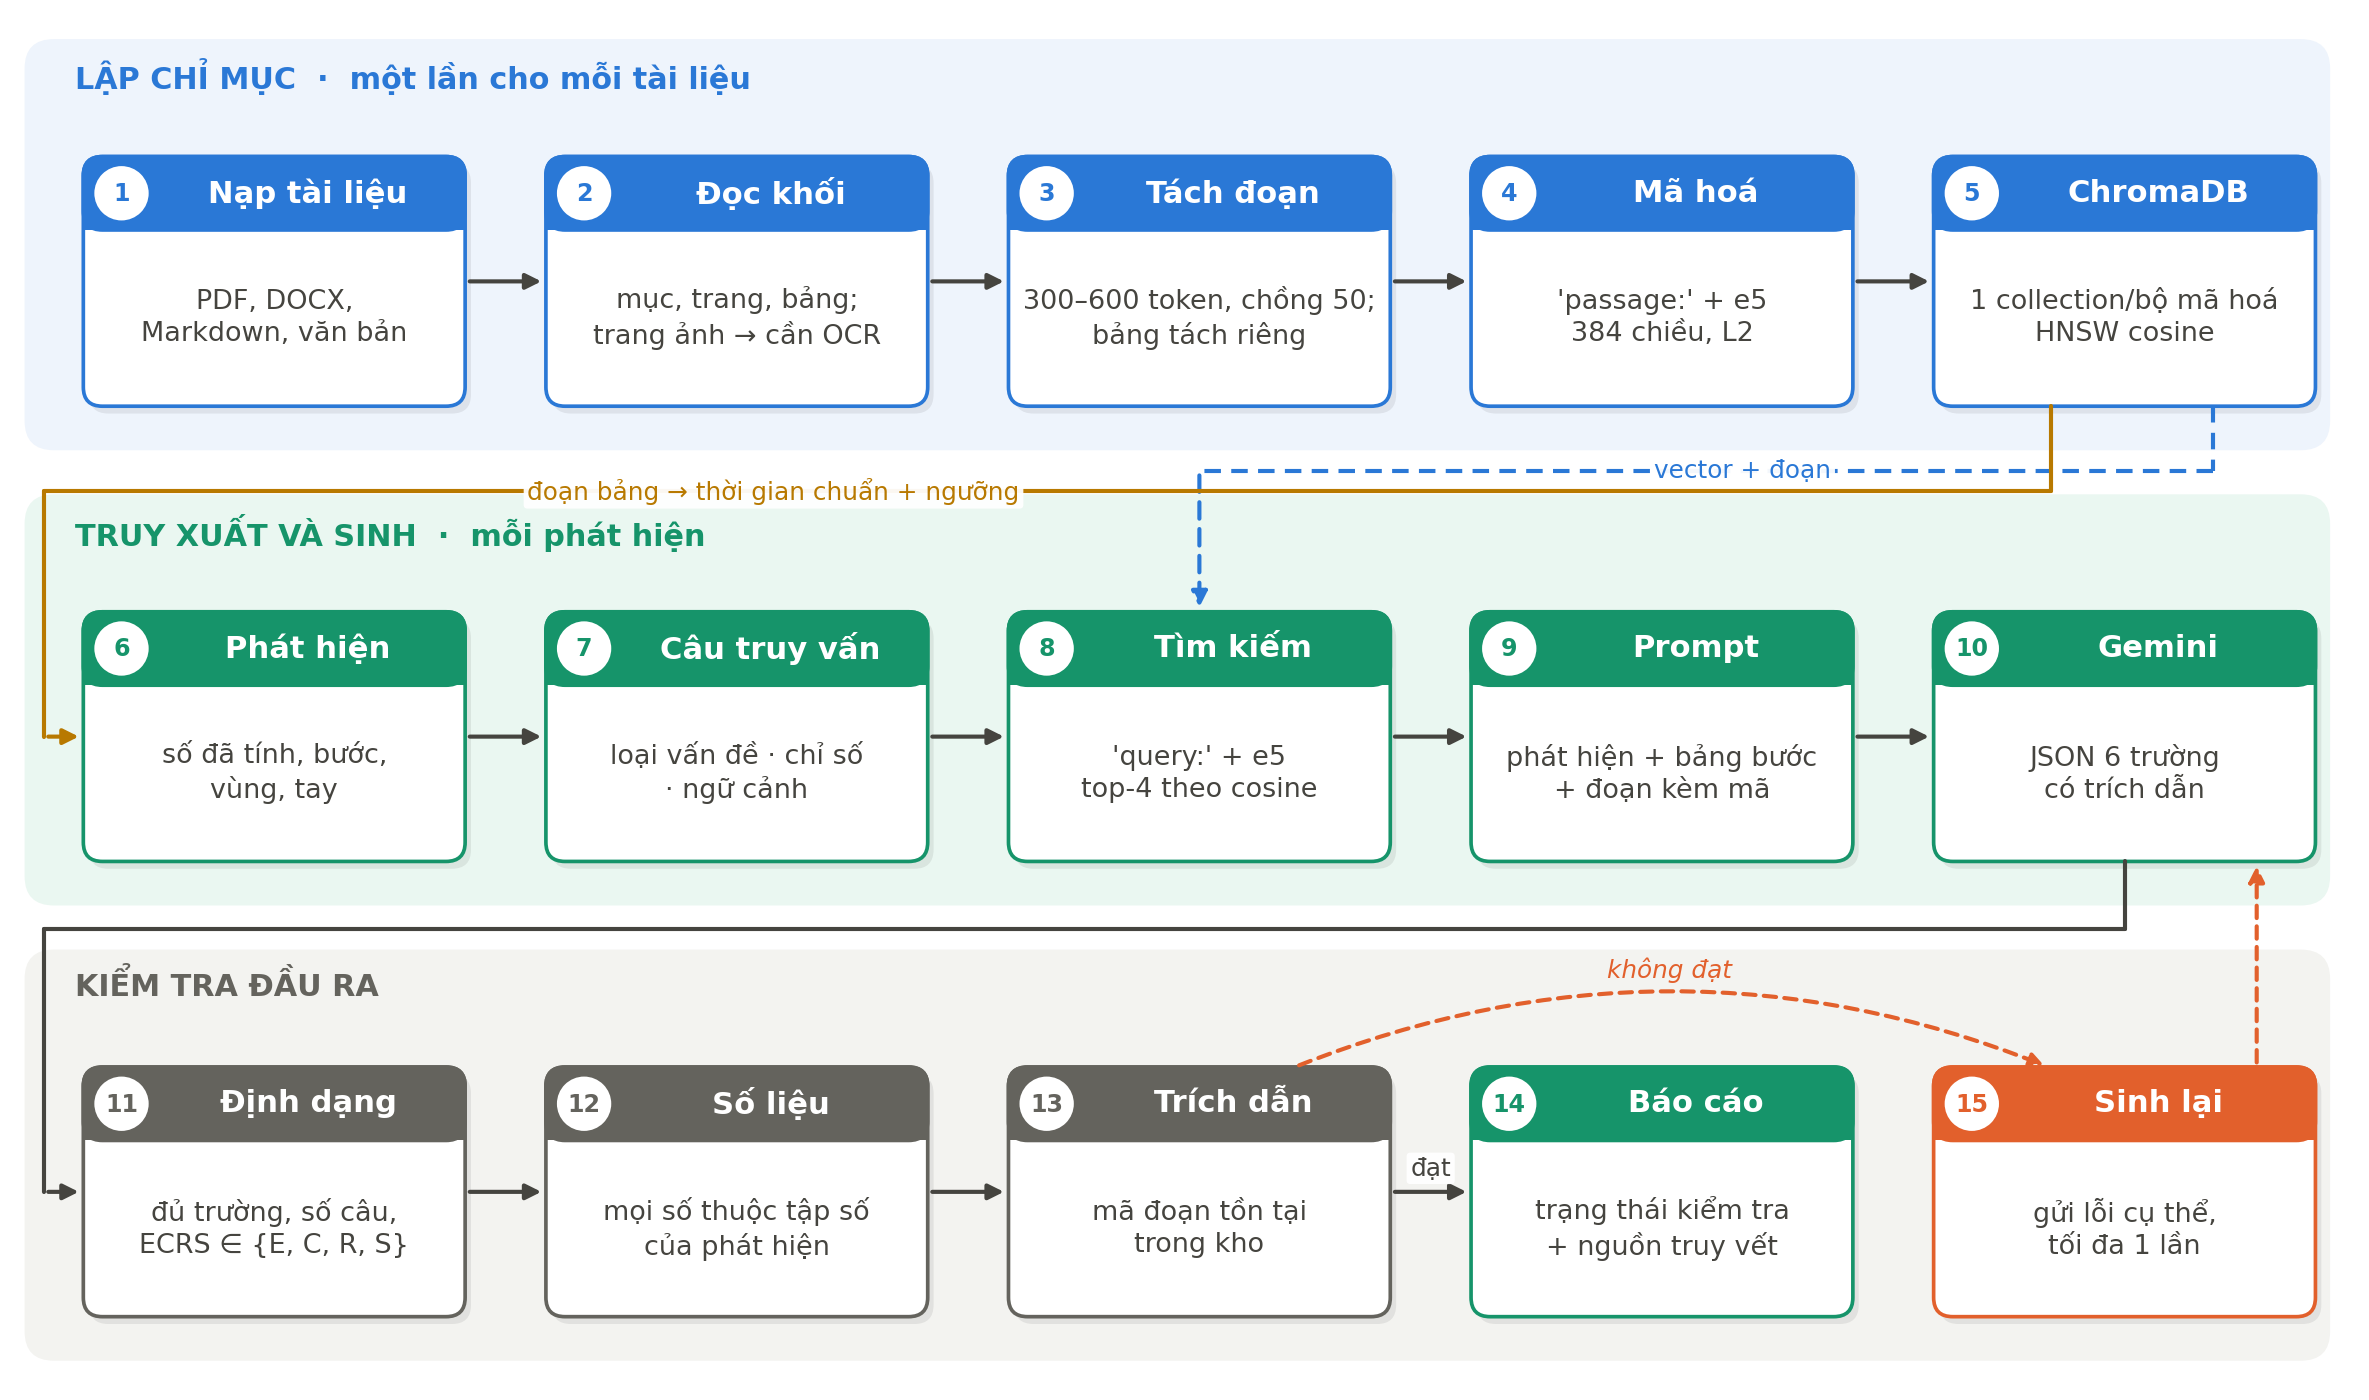 LẬP CHỈ MỤC · một lần cho mỗi tài liệu
1 Nạp tài liệu
PDF, DOCX,
Markdown, văn bản
2 Đọc khối
mục, trang, bảng;
trang ảnh → cần OCR
3 Tách đoạn
300–600 token, chồng 50;
bảng tách riêng
4 Mã hoá
'passage:' + e5
384 chiều, L2
5 ChromaDB
1 collection/bộ mã hoá
HNSW cosine
vector + đoạn
đoạn bảng → thời gian chuẩn + ngưỡng
TRUY XUẤT VÀ SINH · mỗi phát hiện
6 Phát hiện
số đã tính, bước,
vùng, tay
7 Câu truy vấn
loại vấn đề · chỉ số
· ngữ cảnh
8 Tìm kiếm
'query:' + e5
top-4 theo cosine
9 Prompt
phát hiện + bảng bước
+ đoạn kèm mã
10 Gemini
JSON 6 trường
có trích dẫn
KIỂM TRA ĐẦU RA
không đạt
11 Định dạng
đủ trường, số câu,
ECRS ∈ {E, C, R, S}
12 Số liệu
mọi số thuộc tập số
của phát hiện
13 Trích dẫn
mã đoạn tồn tại
trong kho
đạt
14 Báo cáo
trạng thái kiểm tra
+ nguồn truy vết
15 Sinh lại
gửi lỗi cụ thể,
tối đa 1 lần